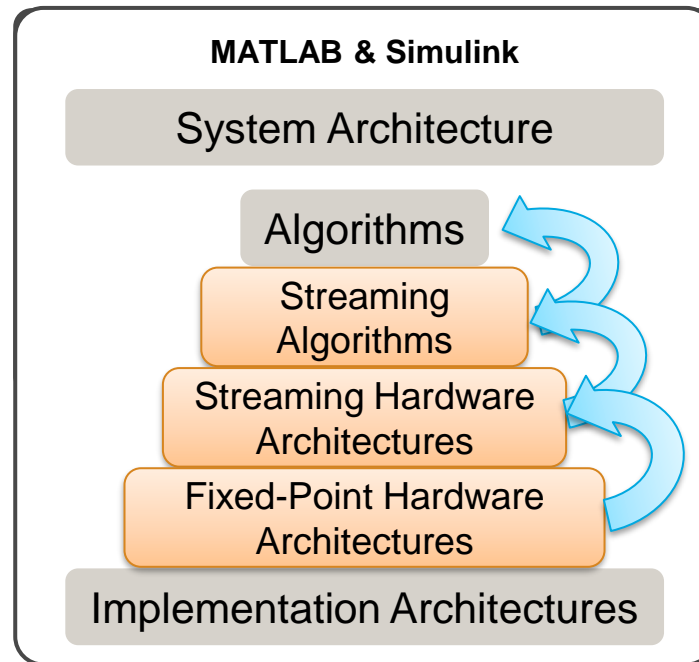 MATLAB & Simulink
System Architecture
Algorithms
Streaming
Algorithms
Streaming Hardware
Architectures
Fixed-Point Hardware
Architectures
Implementation Architectures